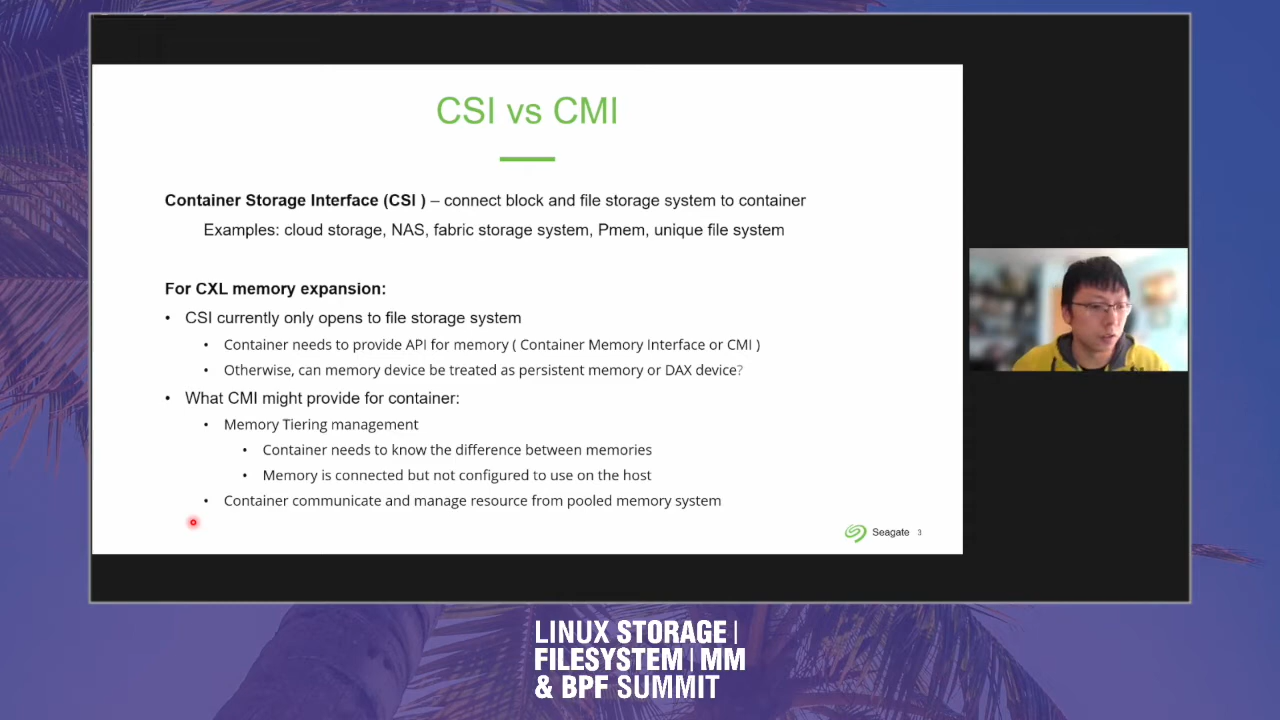 CSI vs CMI
Container Storage Interface (CSI ) – connect block and file storage system to container
Examples: cloud storage, NAS, fabric storage system, Pmem, unique file system
For CXL memory expansion:
• CSI currently only opens to file storage system
• Container needs to provide API for memory ( Container Memory Interface or CMI )
• Otherwise, can memory device be treated as persistent memory or DAX device?
• What CMI might provide for container:
• Memory Tiering management
• Container needs to know the difference between memories
• Memory is connected but not configured to use on the host
• Container communicate and manage resource from pooled memory system
Seagate 3
LINUX STORAGE |
FILESYSTEM | MM
& BPF SUMMIT